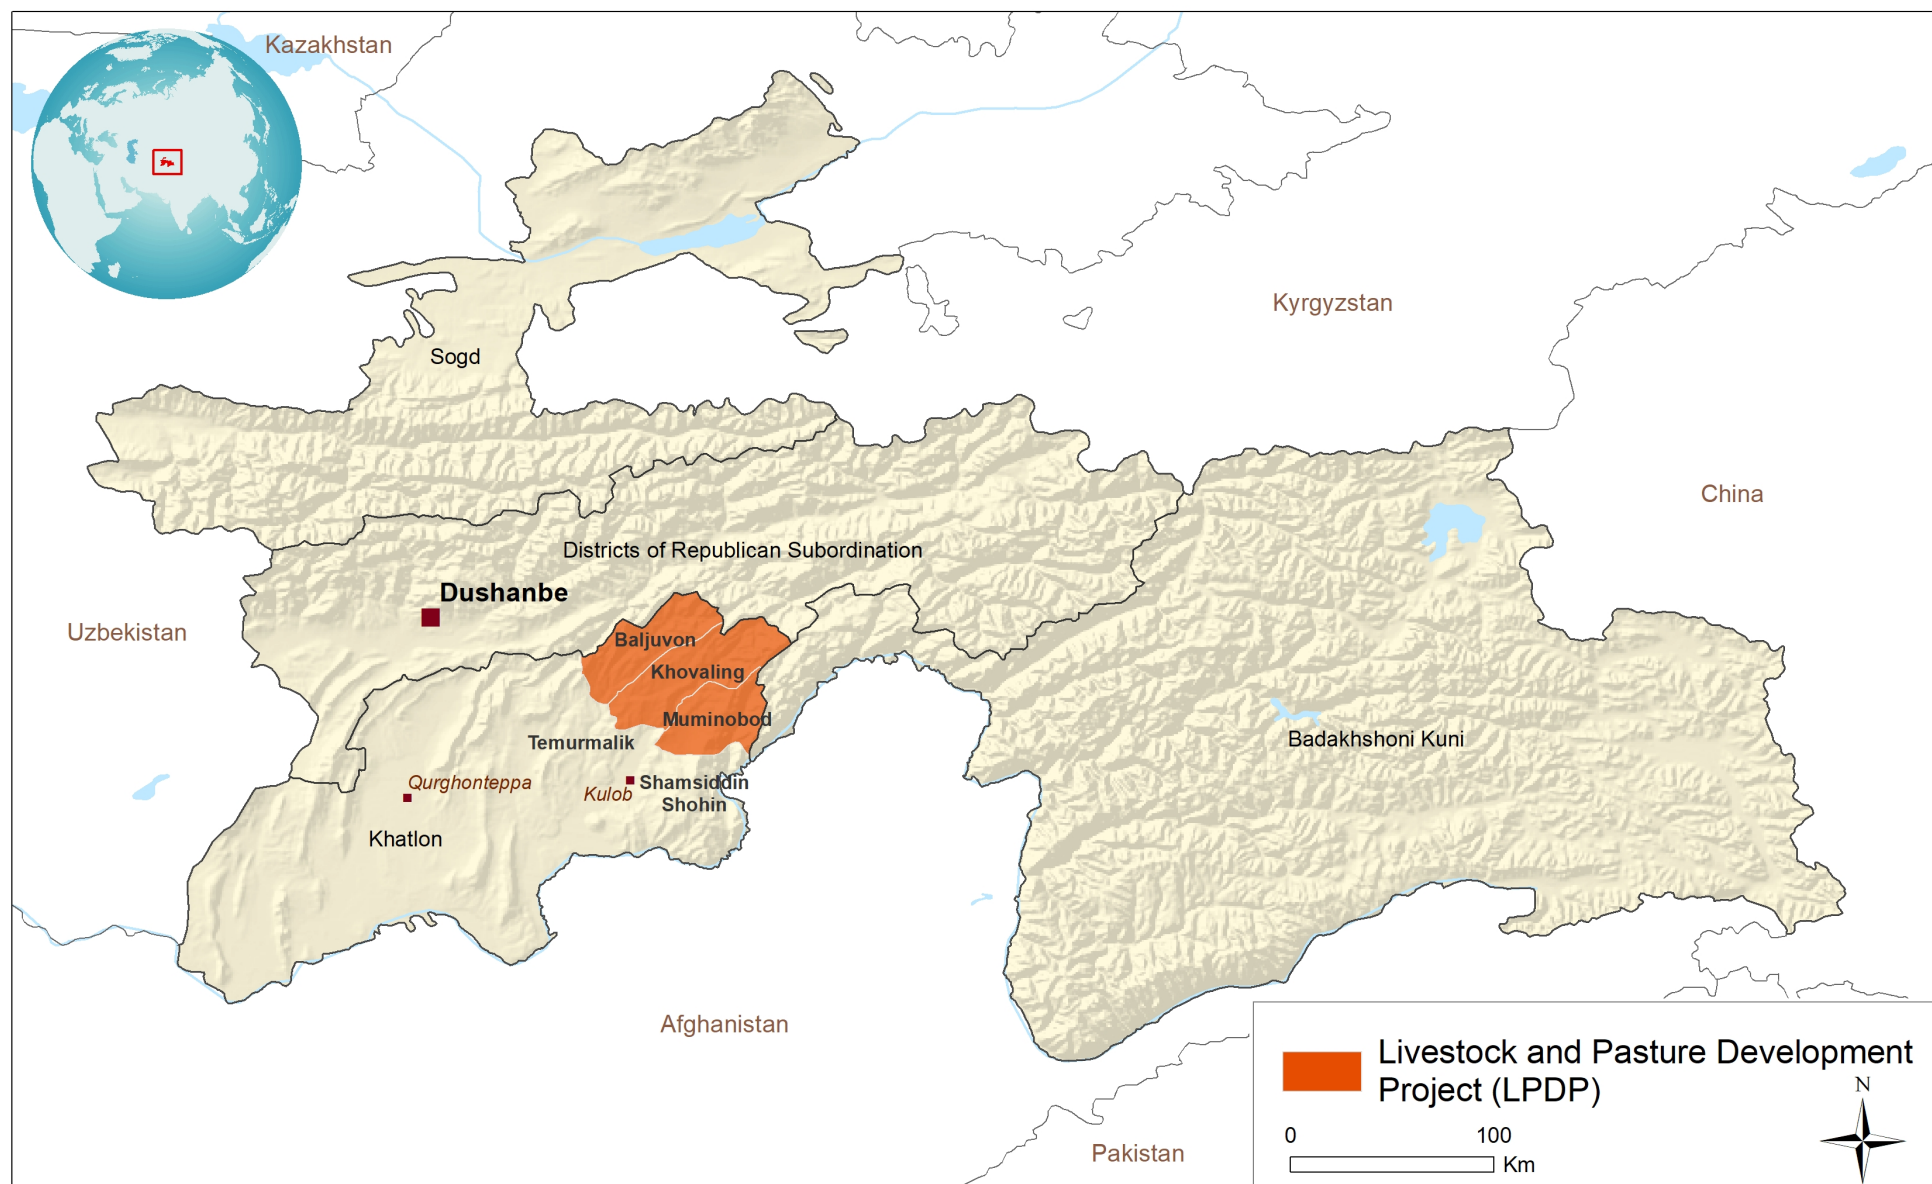 Kazakhstan
Kyrgyzstan
Sogd
China
Districts of Republican Subordination
Dushanbe
Uzbekistan
Baljuvon
Khovaling
Muminobod
Temurmalik
Badakhshoni Kuni
Qurghonteppa
Kulob
Shamsiddin
Shohin
Khatlon
Afghanistan
Pakistan
Livestock and Pasture Development
Project (LPDP)
N
0 100
Km